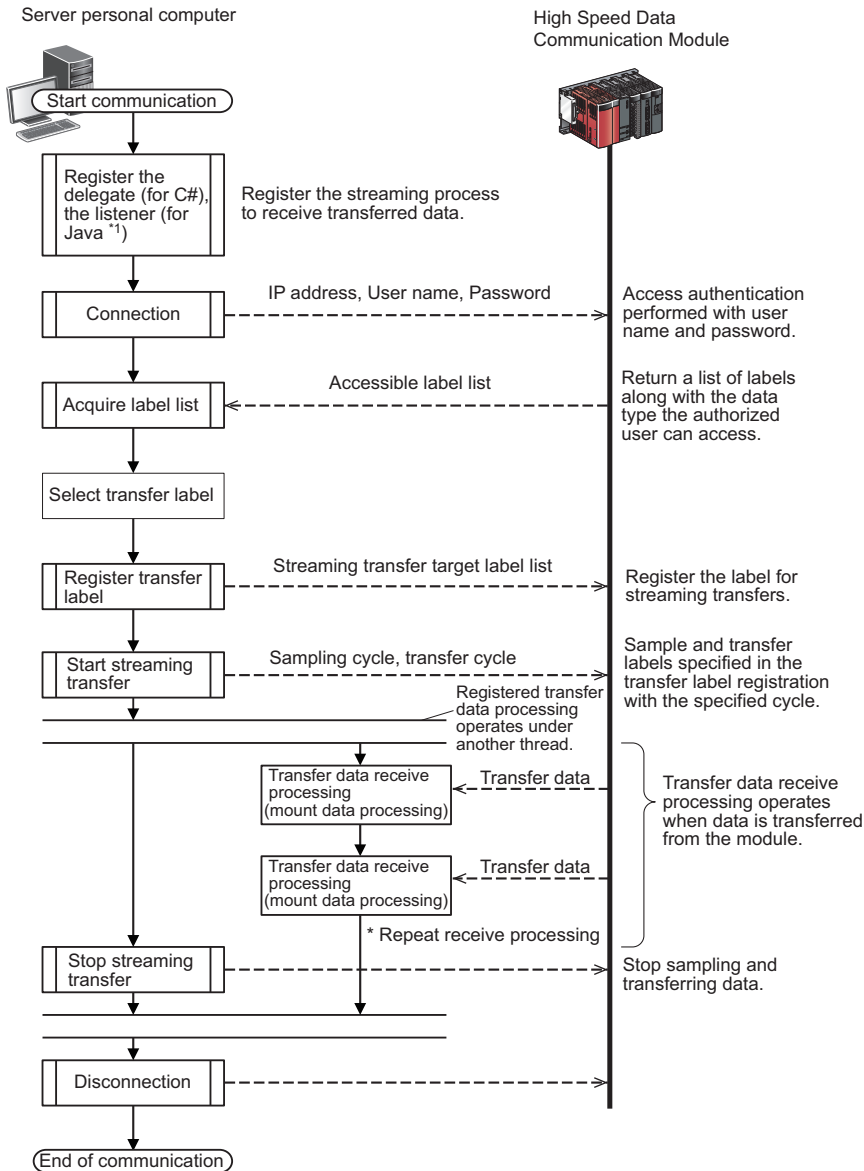 Server personal computer
High Speed Data
Communication Module
Start communication
Register the
delegate (for C#),
the listener (for
Java *1)
Register the streaming process
to receive transferred data.
Connection
IP address, User name, Password
Access authentication
performed with user
name and password.
Acquire label list
Accessible label list
Return a list of labels
along with the data
type the authorized
user can access.
Select transfer label
Register transfer
label
Streaming transfer target label list
Register the label for
streaming transfers.
Start streaming
transfer
Sampling cycle, transfer cycle
Sample and transfer
labels specified in the
transfer label registration
with the specified cycle.
Registered transfer
data processing
operates under
another thread.
Transfer data receive
processing
(mount data processing)
Transfer data
Transfer data receive
processing operates
when data is transferred
from the module.
Transfer data receive
processing
(mount data processing)
Transfer data
* Repeat receive processing
Stop streaming
transfer
Stop sampling and
transferring data.
Disconnection
End of communication